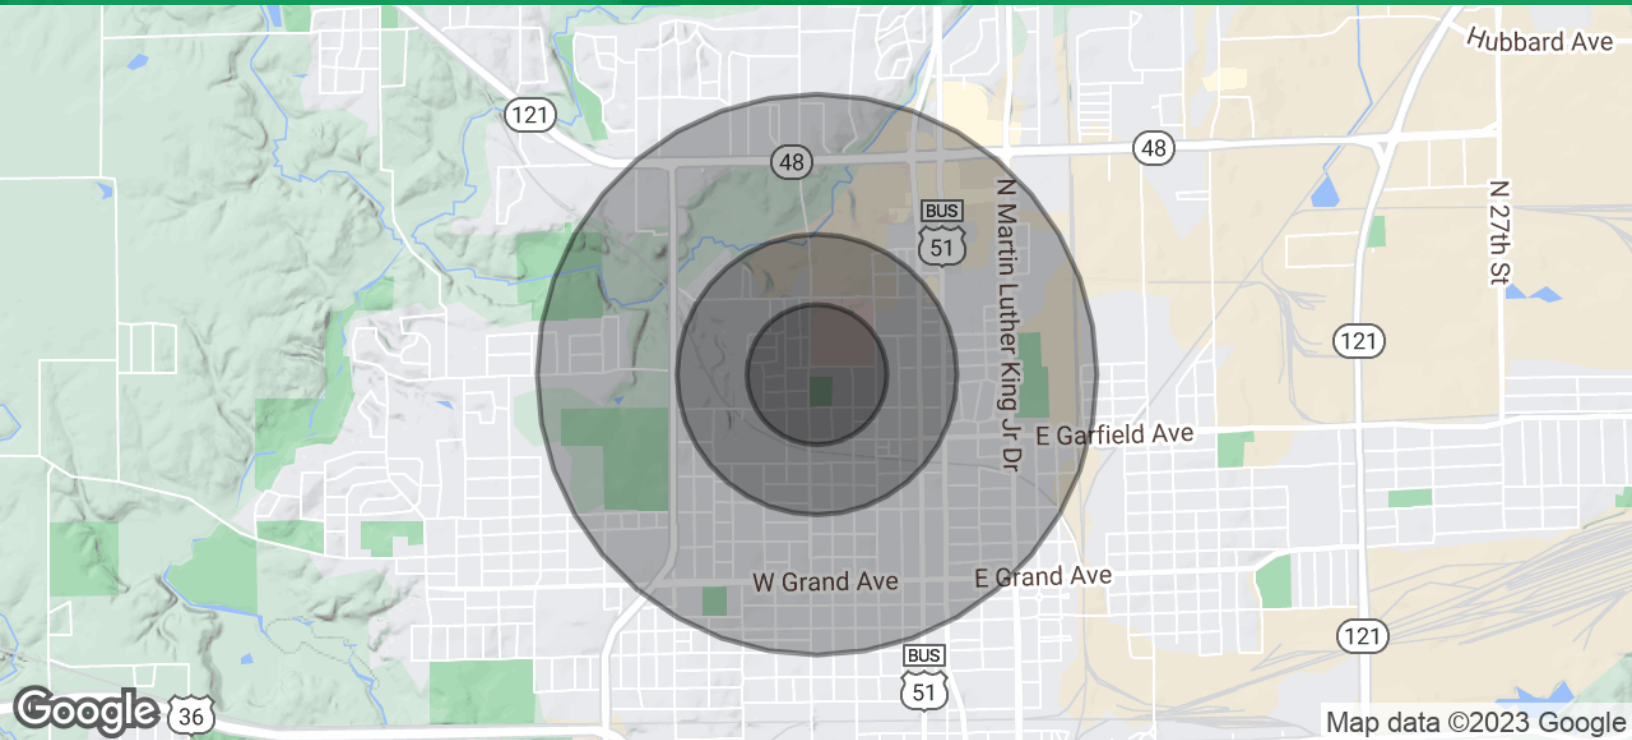 Hubbard Ave
121
48
48
N 27th St
N Martin Luther King Jr Dr
BUS
51
121
E Garfield Ave
W Grand Ave
E Grand Ave
121
BUS
51
Google
36
Map data ©2023 Google